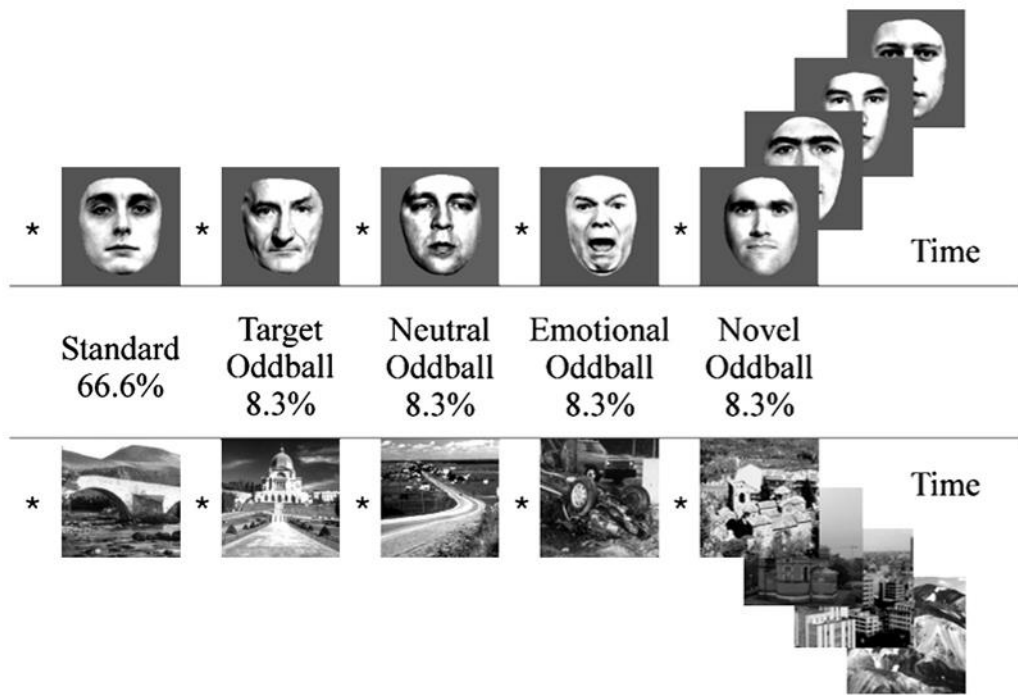 * * * * * Time
Standard
66.6%
Target
Oddball
8.3%
Neutral
Oddball
8.3%
Emotional
Oddball
8.3%
Novel
Oddball
8.3%
* * * * * Time